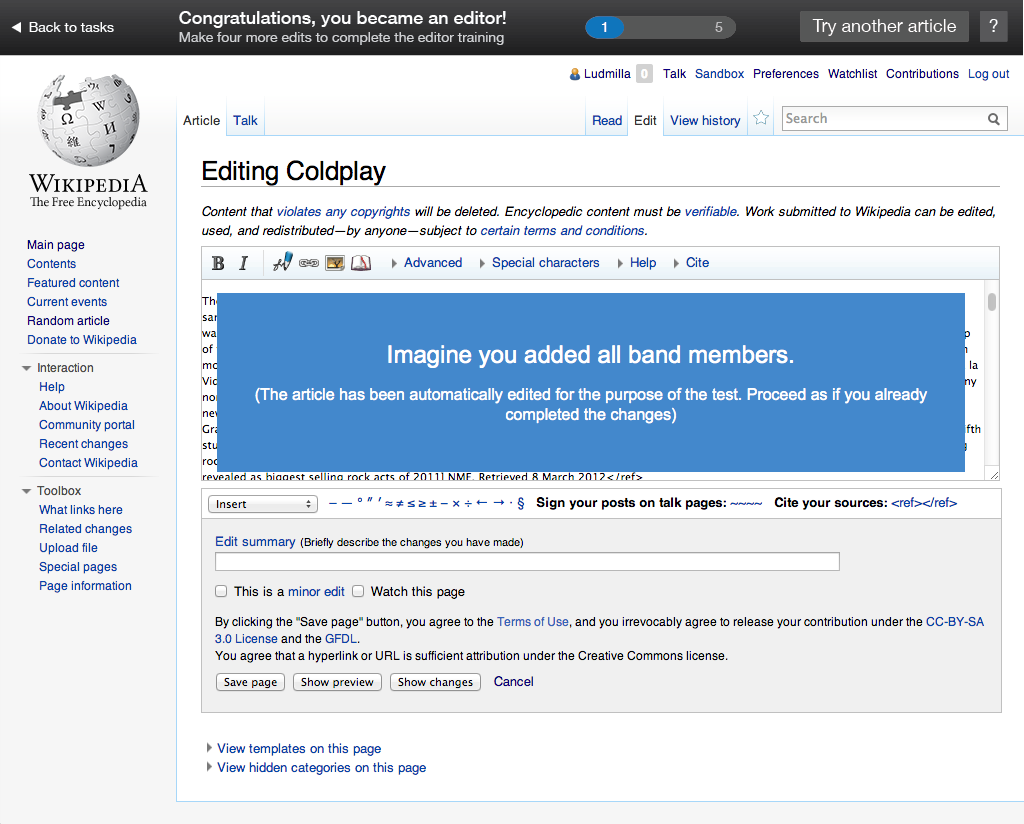 Back to tasks
Congratulations, you became an editor!
Make four more edits to complete the editor training
1 5
Try another article
?
Ludmilla 0 Talk Sandbox Preferences Watchlist Contributions Log out
Article Talk Read Edit View history Search
WIKIPEDIA
The Free Encyclopedia
Main page
Contents
Featured content
Current events
Random article
Donate to Wikipedia
Interaction
Help
About Wikipedia
Community portal
Recent changes
Contact Wikipedia
Toolbox
What links here
Related changes
Upload file
Special pages
Page information
Editing Coldplay
Content that violates any copyrights will be deleted. Encyclopedic content must be verifiable. Work submitted to Wikipedia can be edited,
used, and redistributed—by anyone—subject to certain terms and conditions.
B I Advanced Special characters Help Cite
Imagine you added all band members.
(The article has been automatically edited for the purpose of the test. Proceed as if you already
completed the changes)
revealed as biggest selling rock acts of 2011] NME. Retrieved 8 March 2012</ref>
Insert – — ° ″ ′ ≈ ≠ ≤ ≥ ± − × ÷ ← → · § Sign your posts on talk pages: ~~~~ Cite your sources: <ref></ref>
Edit summary (Briefly describe the changes you have made)
This is a minor edit Watch this page
By clicking the "Save page" button, you agree to the Terms of Use, and you irrevocably agree to release your contribution under the CC-BY-SA
3.0 License and the GFDL.
You agree that a hyperlink or URL is sufficient attribution under the Creative Commons license.
Save page Show preview Show changes Cancel
View templates on this page
View hidden categories on this page